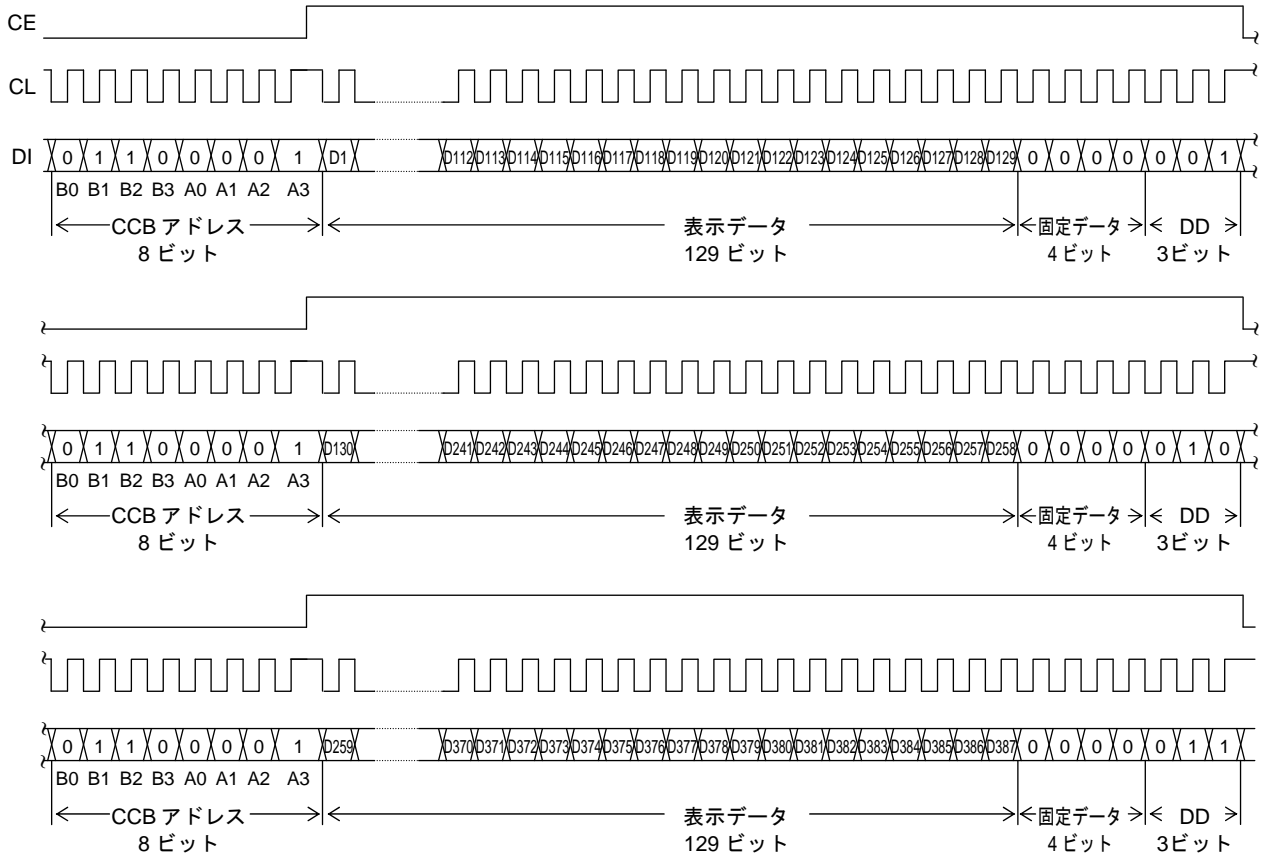 CE
CL
DI 0 1 1 0 0 0 0 1 D1 D112 D113 D114 D115 D116 D117 D118 D119 D120 D121 D122 D123 D124 D125 D126 D127 D128 D129 0 0 0 0 0 0 1
B0 B1 B2 B3 A0 A1 A2 A3
CCB アドレス 表示データ 固定データ DD
8 ビット 129 ビット 4 ビット 3ビット
0 1 1 0 0 0 0 1 D130 D241 D242 D243 D244 D245 D246 D247 D248 D249 D250 D251 D252 D253 D254 D255 D256 D257 D258 0 0 0 0 0 1 0
B0 B1 B2 B3 A0 A1 A2 A3
CCB アドレス 表示データ 固定データ DD
8 ビット 129 ビット 4 ビット 3ビット
0 1 1 0 0 0 0 1 D259 D370 D371 D372 D373 D374 D375 D376 D377 D378 D379 D380 D381 D382 D383 D384 D385 D386 D387 0 0 0 0 0 1 1
B0 B1 B2 B3 A0 A1 A2 A3
CCB アドレス 表示データ 固定データ DD
8 ビット 129 ビット 4 ビット 3ビット